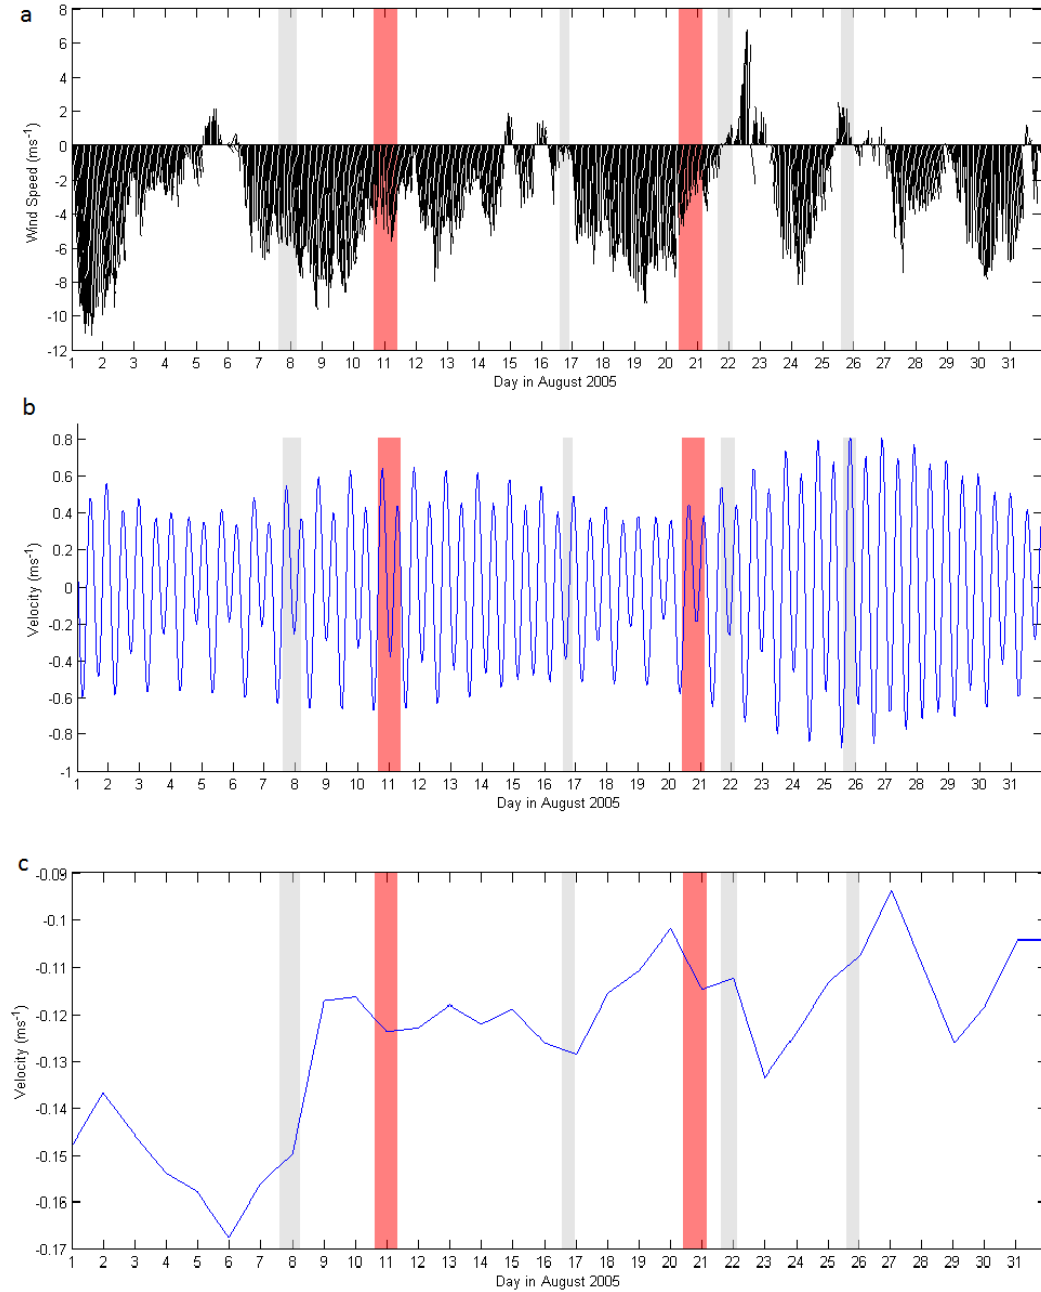 a
8
6
4
2
0
-2
-4
-6
-8
-10
-12
Wind Speed (ms⁻¹)
1 2 3 4 5 6 7 8 9 10 11 12 13 14 15 16 17 18 19 20 21 22 23 24 25 26 27 28 29 30 31
Day in August 2005
b
0.8
0.6
0.4
0.2
0
-0.2
-0.4
-0.6
-0.8
-1
Velocity (ms⁻¹)
1 2 3 4 5 6 7 8 9 10 11 12 13 14 15 16 17 18 19 20 21 22 23 24 25 26 27 28 29 30 31
Day in August 2005
c
-0.09
-0.1
-0.11
-0.12
-0.13
-0.14
-0.15
-0.16
-0.17
Velocity (ms⁻¹)
1 2 3 4 5 6 7 8 9 10 11 12 13 14 15 16 17 18 19 20 21 22 23 24 25 26 27 28 29 30 31
Day in August 2005